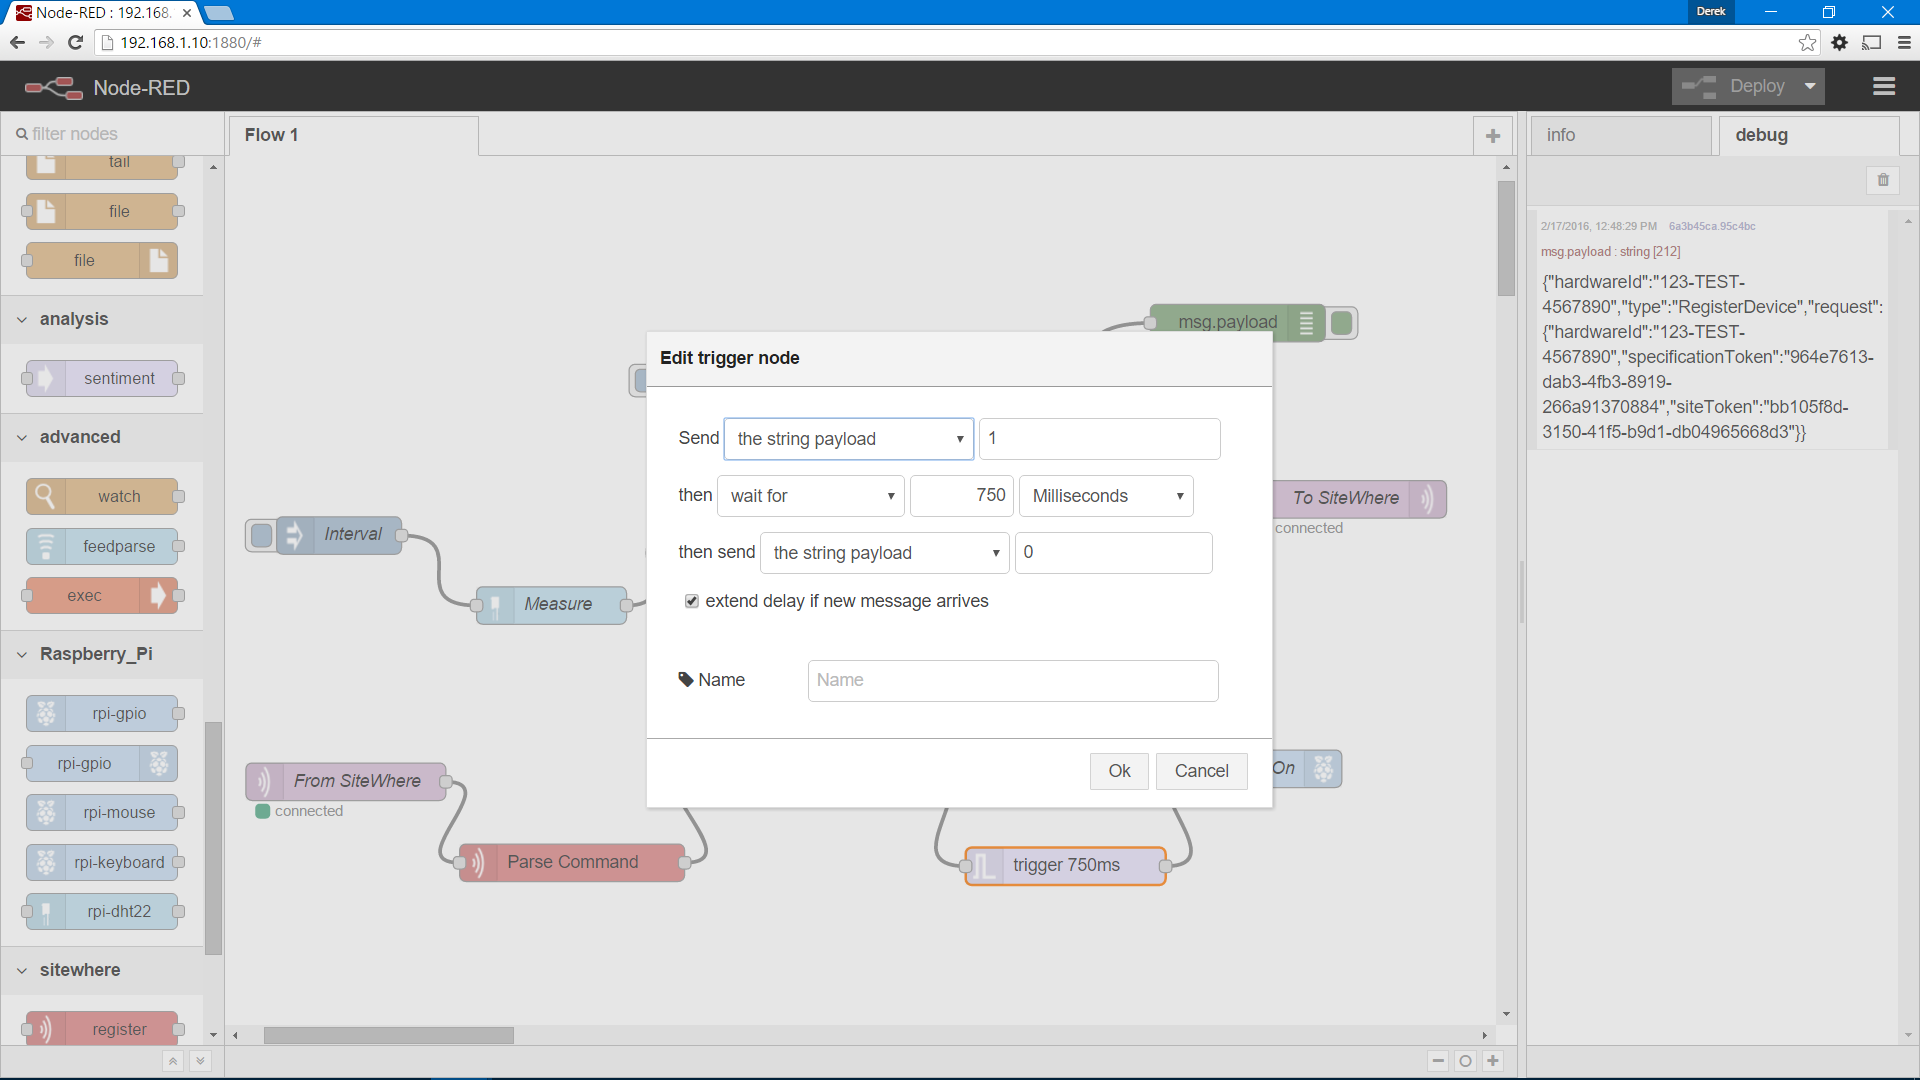 Node-RED : 192.168.
Derek
192.168.1.10:1880/#
Node-RED
Deploy
filter nodes
tail
file
file
analysis
sentiment
advanced
watch
feedparse
exec
Raspberry_Pi
rpi-gpio
rpi-gpio
rpi-mouse
rpi-keyboard
rpi-dht22
sitewhere
register
Flow 1
msg.payload
Interval
Measure
To SiteWhere
connected
From SiteWhere
connected
Parse Command
On
trigger 750ms
Edit trigger node
Send the string payload 1
then wait for 750 Milliseconds
then send the string payload 0
extend delay if new message arrives
Name Name
Ok Cancel
info debug
2/17/2016, 12:48:29 PM 6a3b45ca.95c4bc
msg.payload : string [212]
{"hardwareId":"123-TEST-
4567890","type":"RegisterDevice","request":
{"hardwareId":"123-TEST-
4567890","specificationToken":"964e7613-
dab3-4fb3-8919-
266a91370884","siteToken":"bb105f8d-
3150-41f5-b9d1-db04965668d3"}}